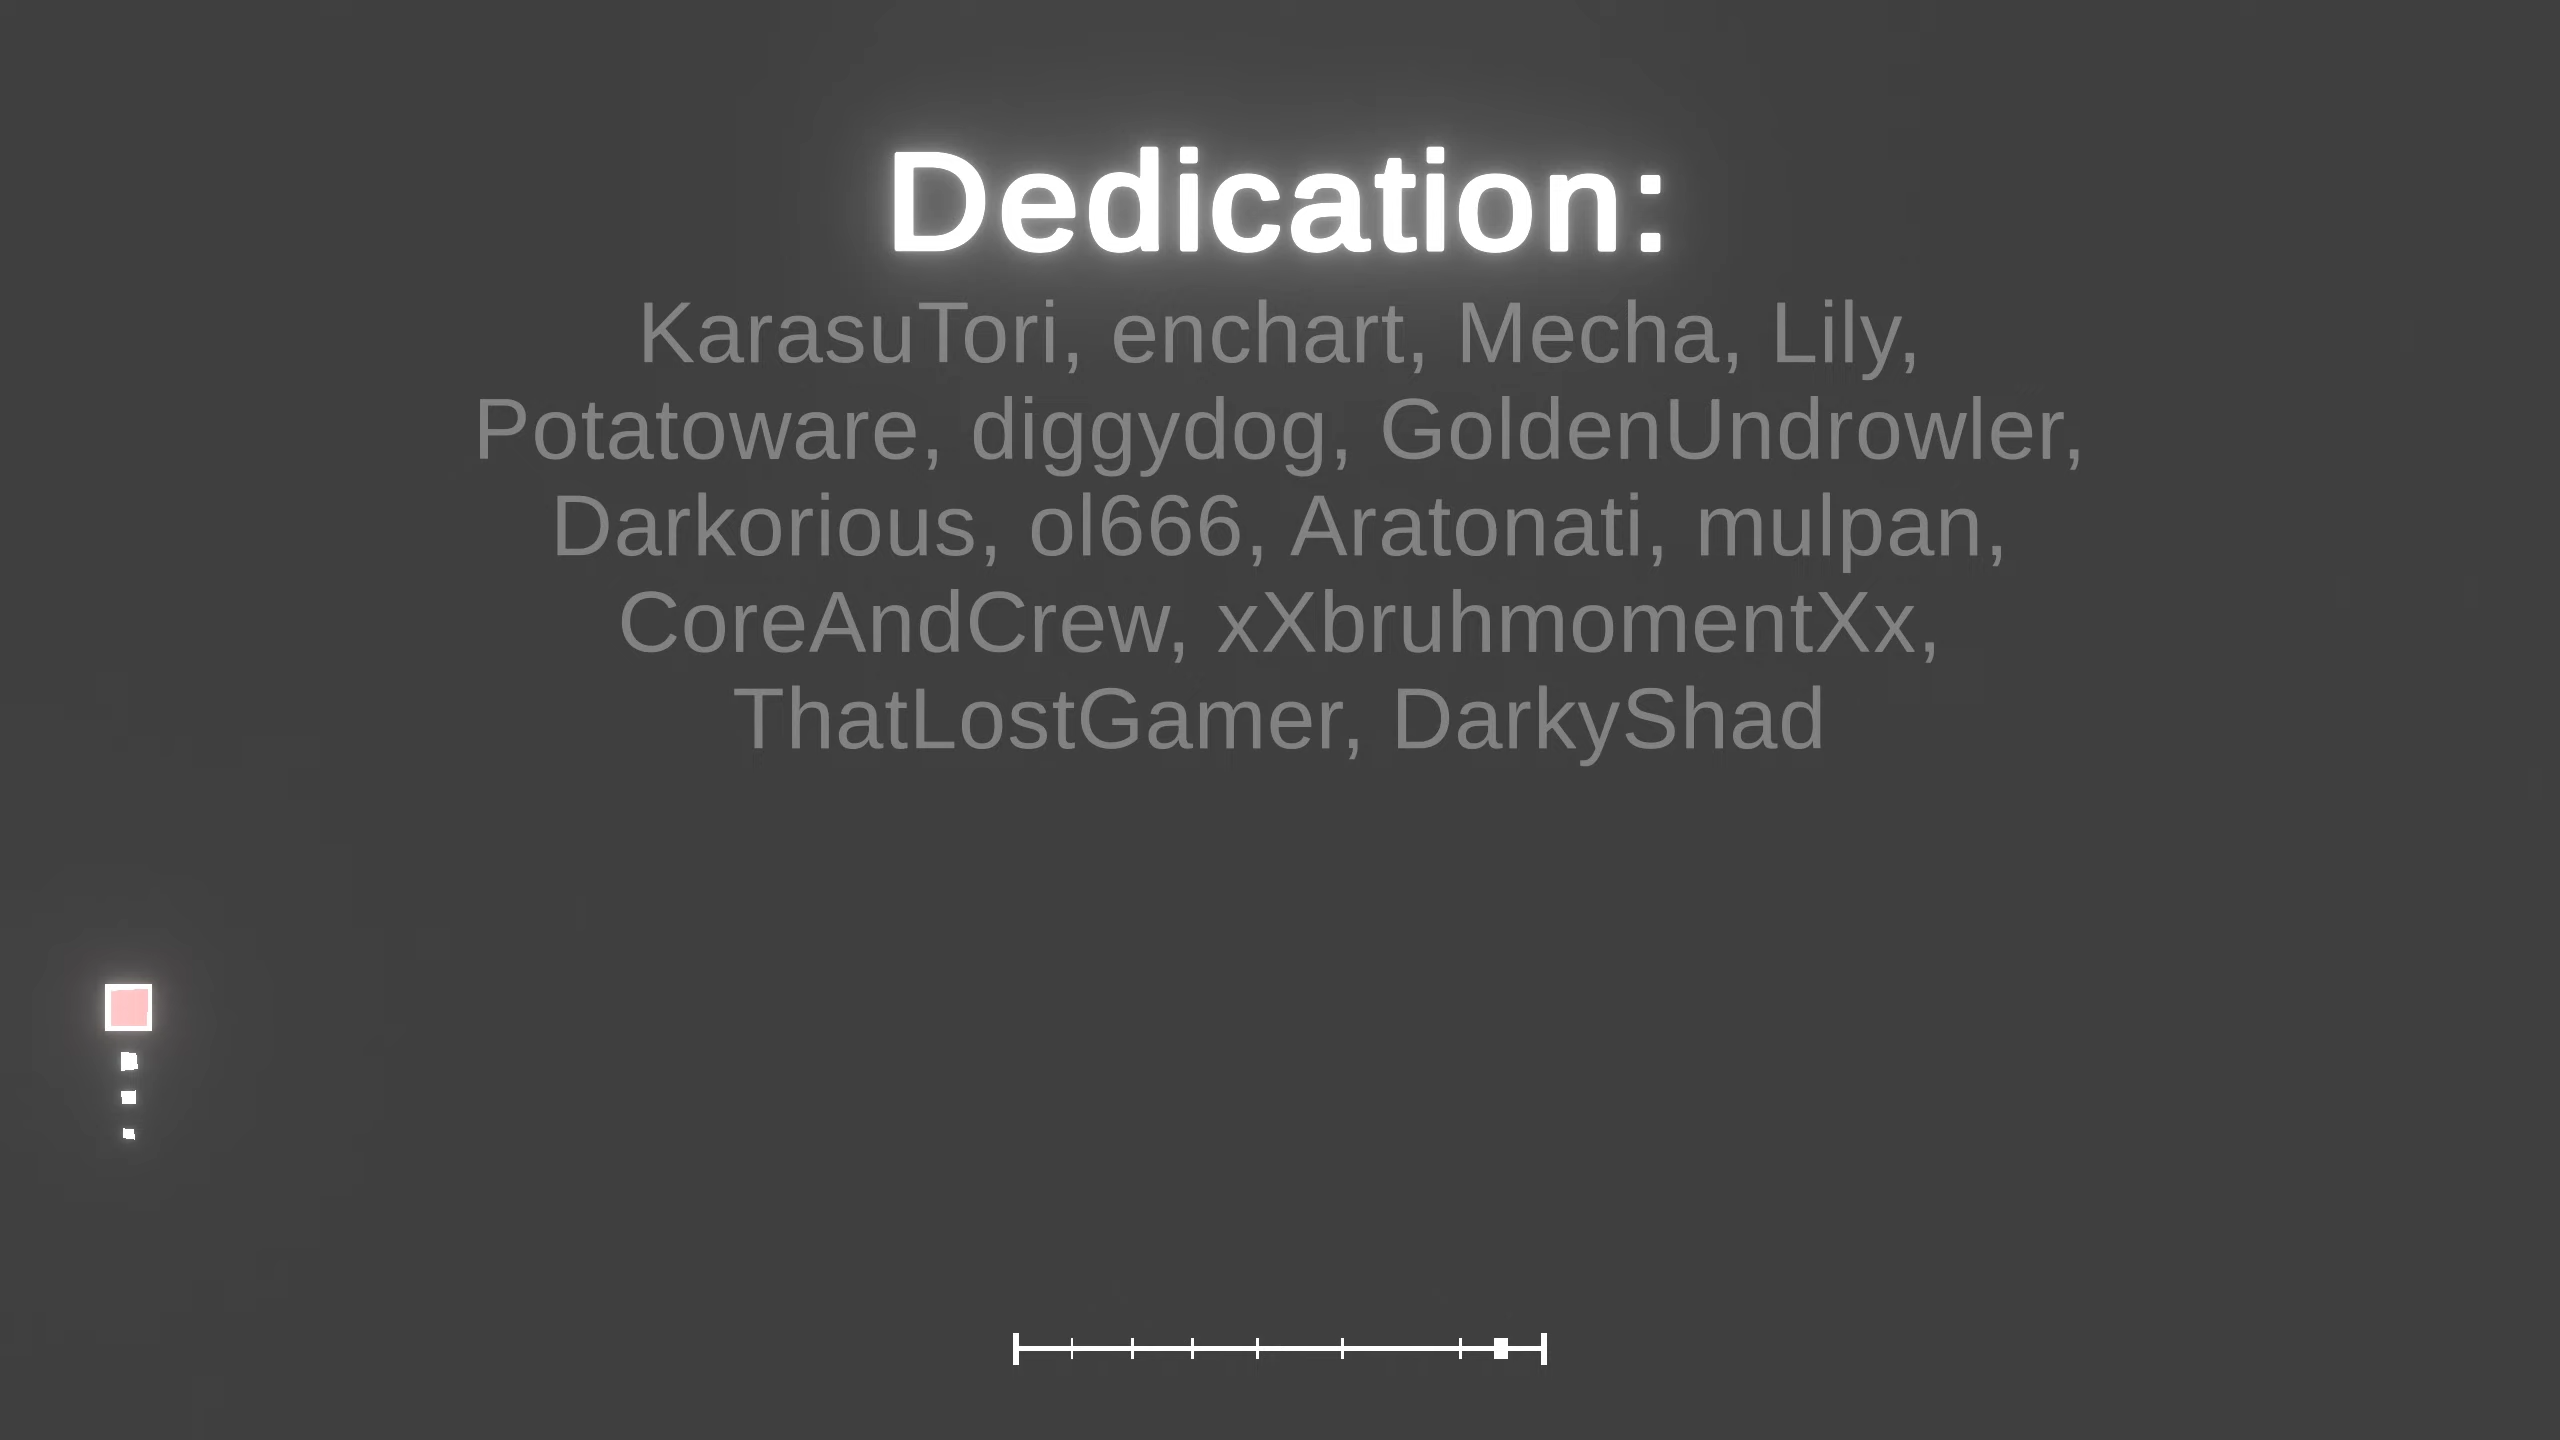 Dedication:
KarasuTori, enchart, Mecha, Lily,
Potatoware, diggydog, GoldenUndrowler,
Darkorious, ol666, Aratonati, mulpan,
CoreAndCrew, xXbruhmomentXx,
ThatLostGamer, DarkyShad